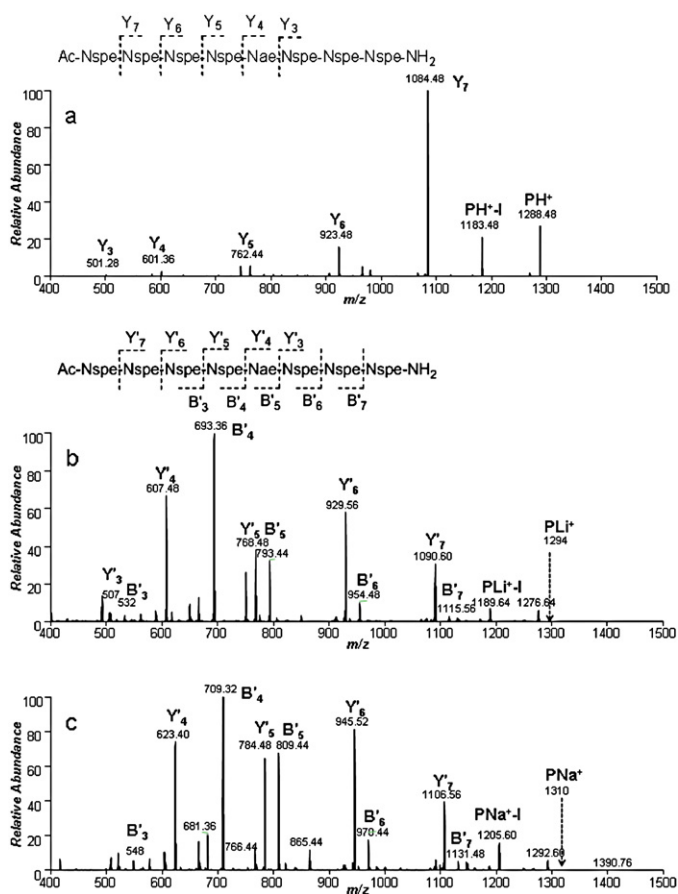 Y7 Y6 Y5 Y4 Y3
Ac-Nspe-Nspe-Nspe-Nspe-Nae-Nspe-Nspe-Nspe-NH2
a
Relative Abundance
100
80
60
40
20
0
Y3
501.28
Y4
601.36
Y5
762.44
Y6
923.48
1084.48 Y7
PH+-I
1183.48
PH+
1288.48
400 500 600 700 800 900 1000 1100 1200 1300 1400 1500
m/z
Y'7 Y'6 Y'5 Y'4 Y'3
Ac-Nspe-Nspe-Nspe-Nspe-Nae-Nspe-Nspe-Nspe-NH2
B'3 B'4 B'5 B'6 B'7
b
Relative Abundance
100
80
60
40
20
0
Y'3
507
B'3
532
Y'4
607.48
693.36 B'4
Y'5
768.48
B'5
793.44
Y'6
929.56
B'6
954.48
Y'7
1090.60
B'7
1115.56
PLi+-I
1189.64
1276.64
PLi+
1294
400 500 600 700 800 900 1000 1100 1200 1300 1400 1500
m/z
c
Relative Abundance
100
80
60
40
20
0
B'3
548
Y'4
623.40
681.36
709.32 B'4
766.44
Y'5
784.48
B'5
809.44
865.44
Y'6
945.52
B'6
970.44
Y'7
1106.56
B'7
1131.48
PNa+-I
1205.60
1292.60
PNa+
1310
1390.76
400 500 600 700 800 900 1000 1100 1200 1300 1400 1500
m/z